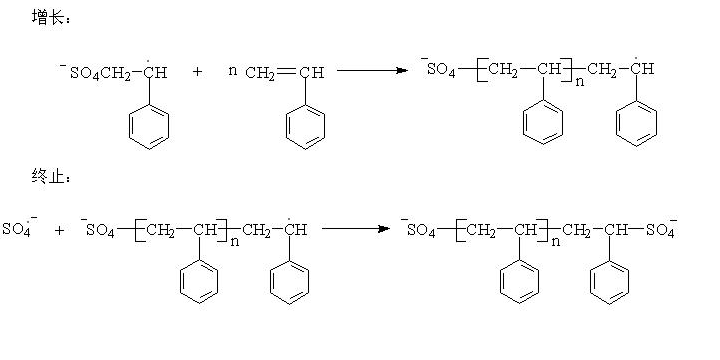 增长:
⁻SO₄CH₂—ĊH + n CH₂=CH ⟶ ⁻SO₄—[CH₂—CH]ₙ—CH₂—ĊH
终止:
SO₄·⁻ + ⁻SO₄—[CH₂—CH]ₙ—CH₂—ĊH ⟶ ⁻SO₄—[CH₂—CH]ₙ—CH₂—CH—SO₄⁻